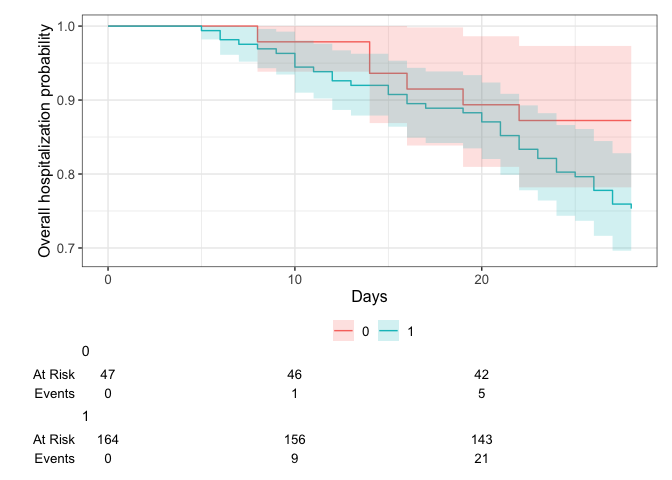 Overall hospitalization probability
1.0
0.9
0.8
0.7
0 10 20
Days
0 1
0
At Risk 47 46 42
Events 0 1 5
1
At Risk 164 156 143
Events 0 9 21